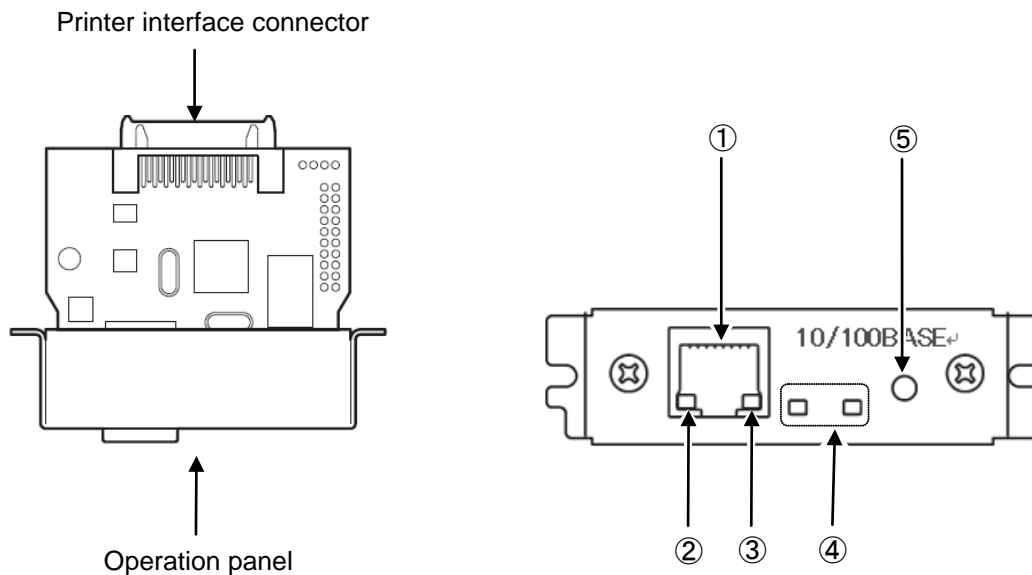 Printer interface connector
① ⑤
10/100BASE↵
② ③ ④
Operation panel